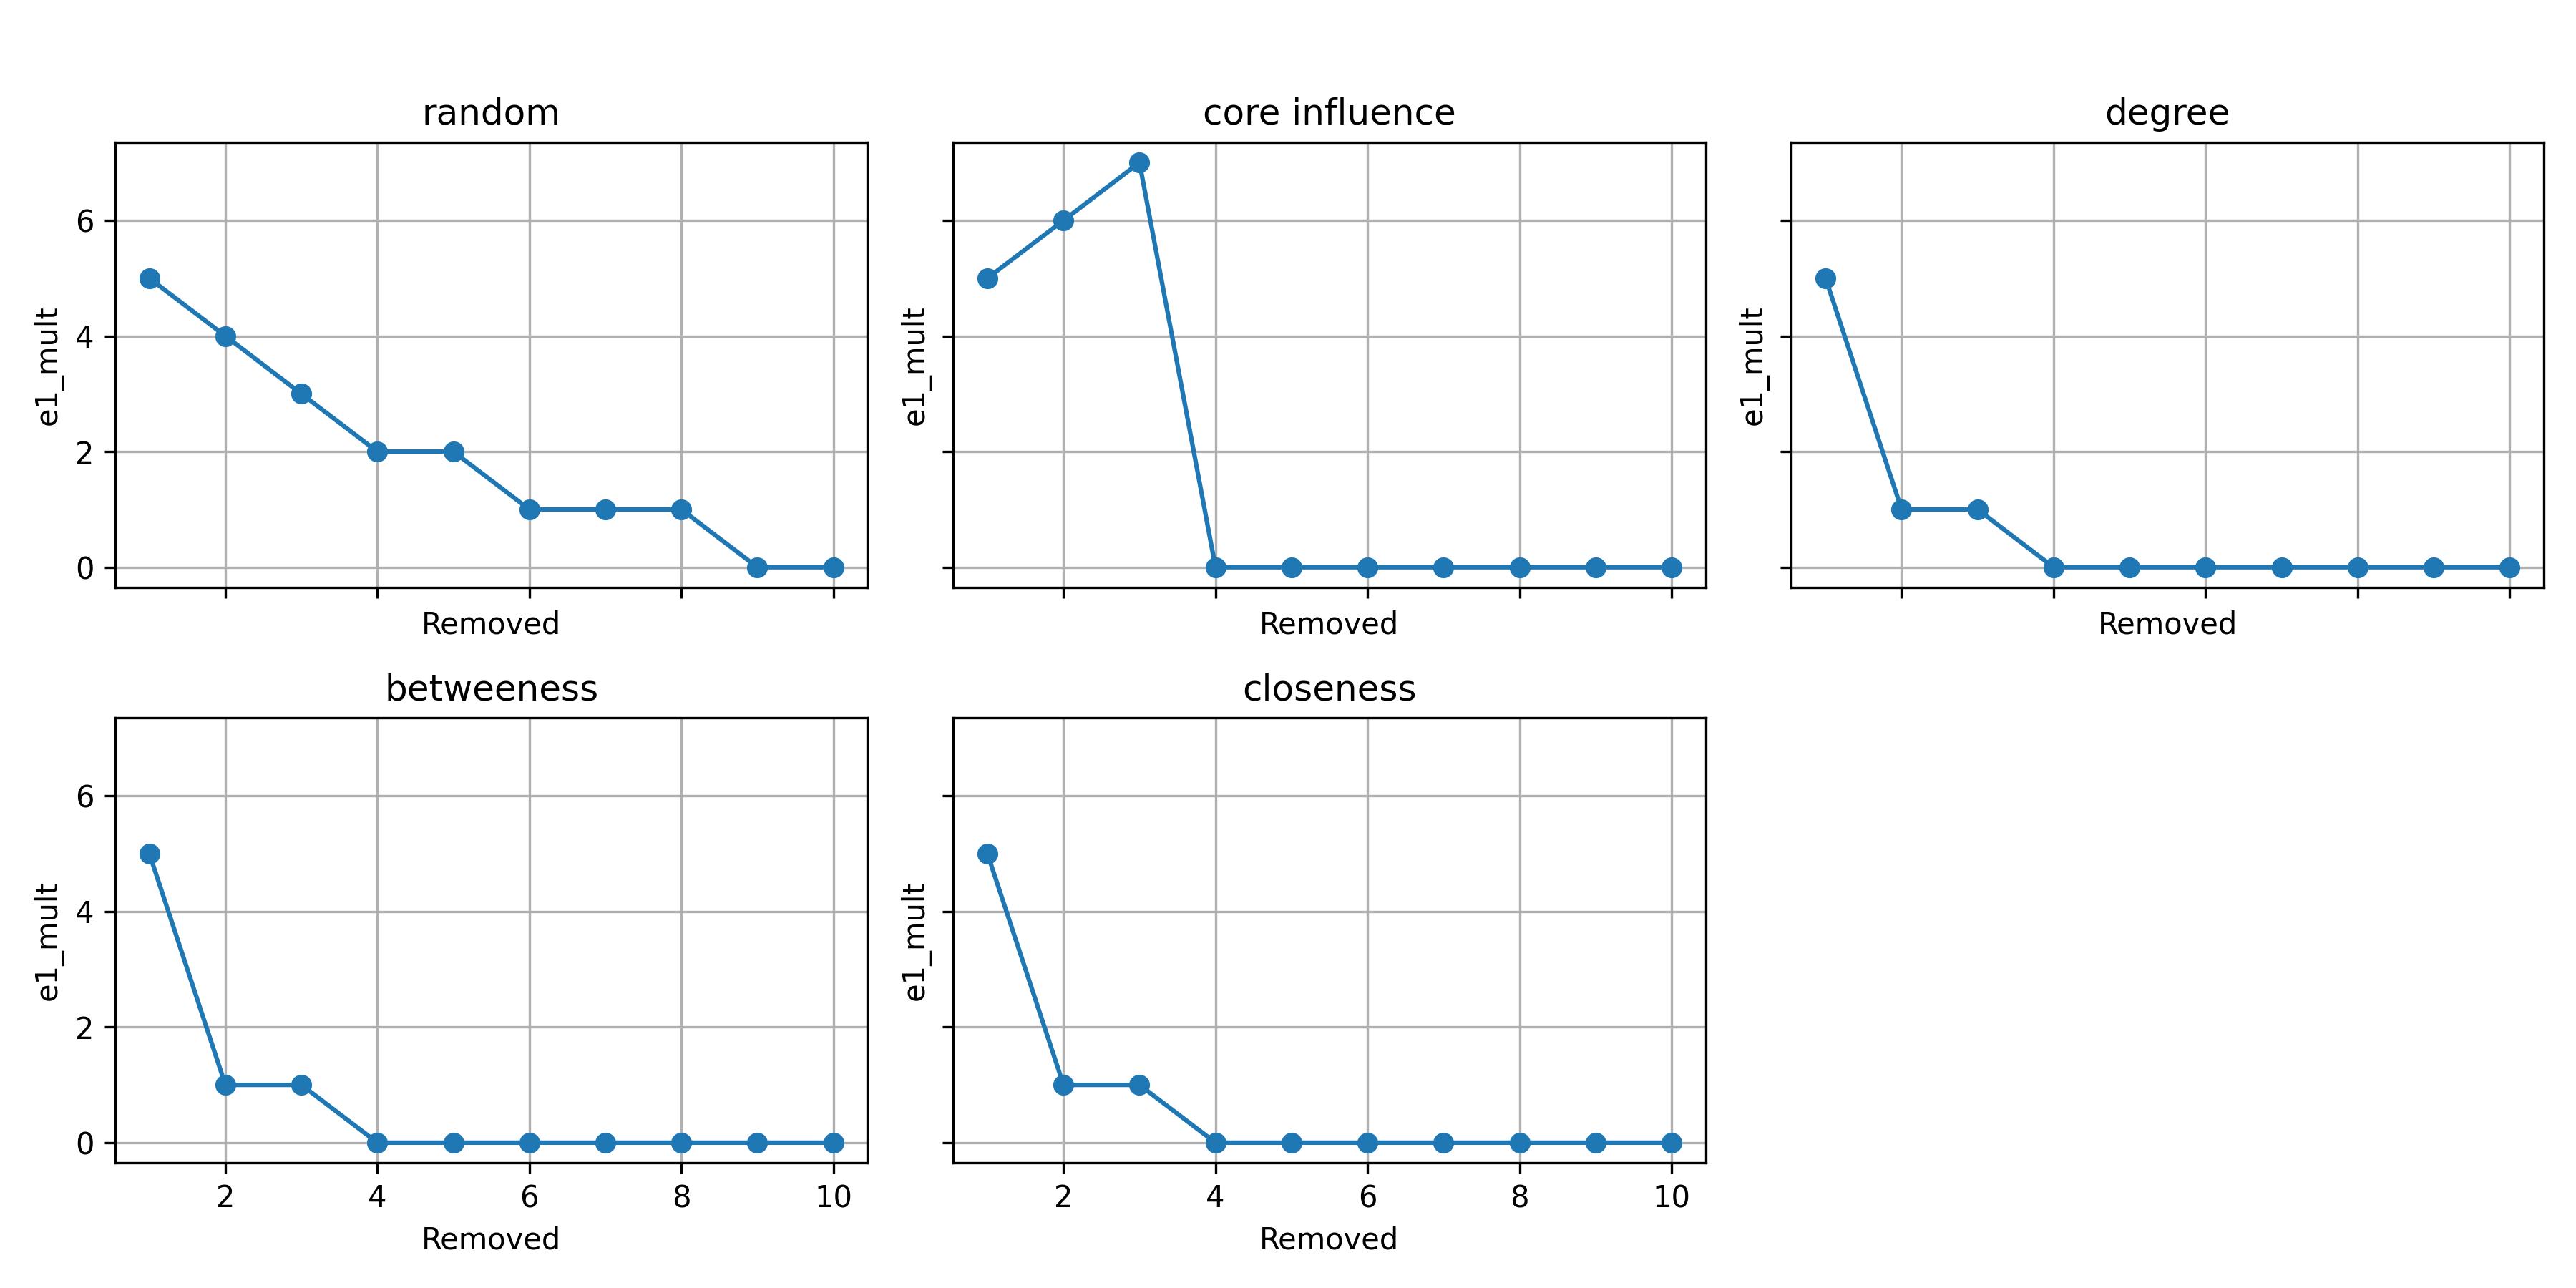 random
core influence
degree
e1_mult
6
4
2
0
Removed
e1_mult
Removed
e1_mult
Removed
betweeness
closeness
e1_mult
6
4
2
0
2 4 6 8 10
Removed
e1_mult
2 4 6 8 10
Removed